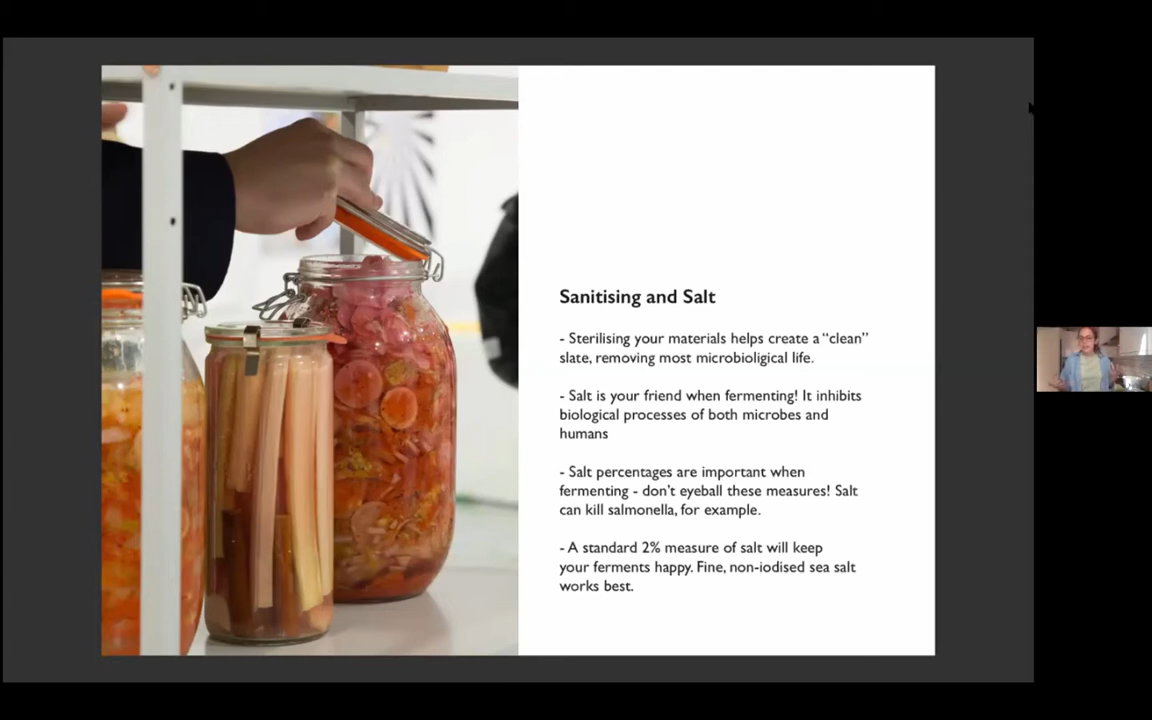 Sanitising and Salt
- Sterilising your materials helps create a “clean”
slate, removing most microbioligical life.
- Salt is your friend when fermenting! It inhibits
biological processes of both microbes and
humans
- Salt percentages are important when
fermenting - don’t eyeball these measures! Salt
can kill salmonella, for example.
- A standard 2% measure of salt will keep
your ferments happy. Fine, non-iodised sea salt
works best.